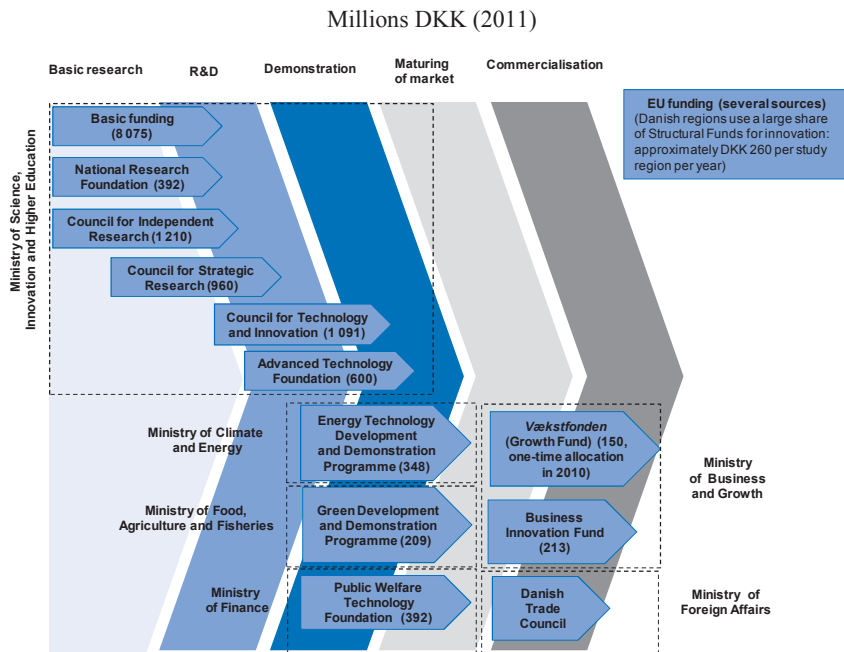 Millions DKK (2011)
Basic research
R&D
Demonstration
Maturing
of market
Commercialisation
EU funding (several sources)
(Danish regions use a large share
of Structural Funds for innovation:
approximately DKK 260 per study
region per year)
Ministry of Science,
Innovation and Higher Education
Basic funding
(8 075)
National Research
Foundation (392)
Council for Independent
Research (1 210)
Council for Strategic
Research (960)
Council for Technology
and Innovation (1 091)
Advanced Technology
Foundation (600)
Ministry of Climate
and Energy
Energy Technology
Development
and Demonstration
Programme (348)
Vækstfonden
(Growth Fund) (150,
one-time allocation
in 2010)
Ministry
of Business
and Growth
Ministry of Food,
Agriculture and Fisheries
Green Development
and Demonstration
Programme (209)
Business
Innovation Fund
(213)
Ministry
of Finance
Public Welfare
Technology
Foundation (392)
Danish
Trade
Council
Ministry of
Foreign Affairs